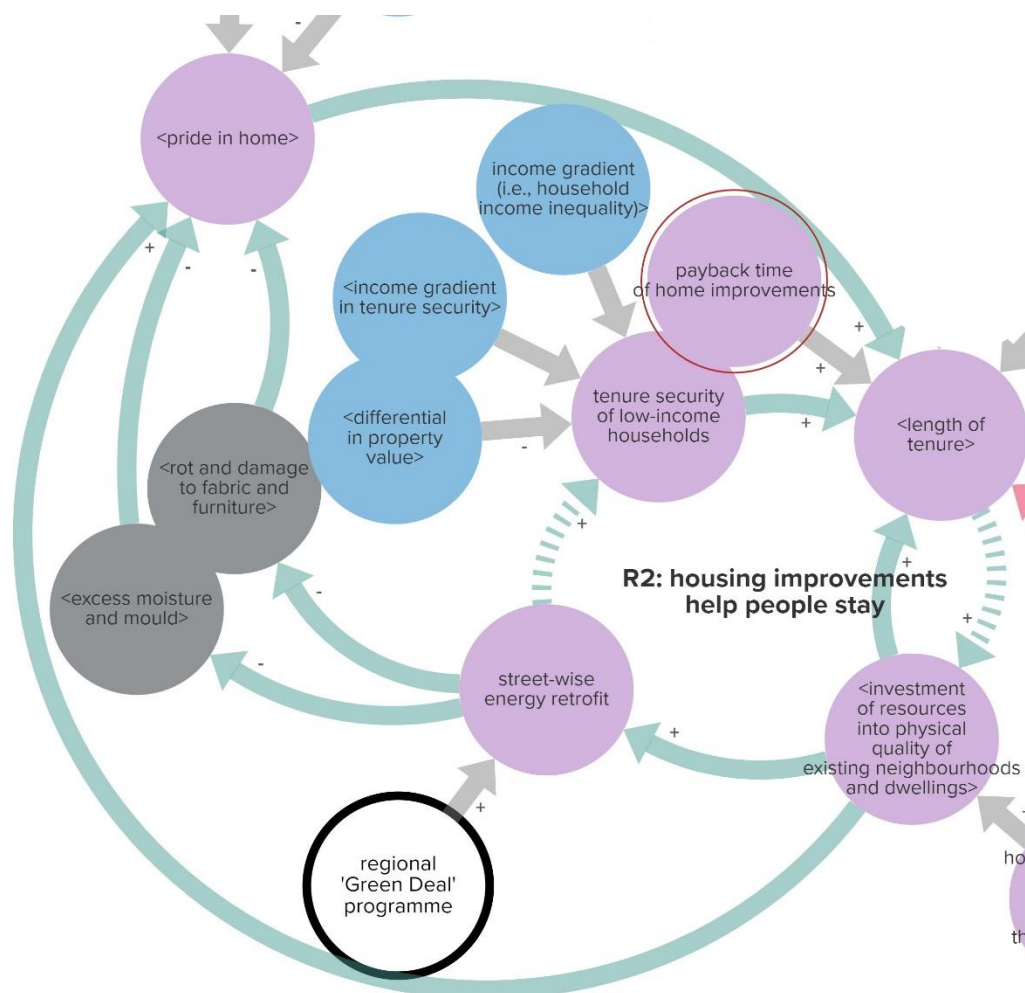 -
<pride in home>
income gradient
(i.e., household
income inequality)>
payback time
of home improvements
<income gradient
in tenure security>
+
-
-
+
+
<differential
in property
value>
-
tenure security
of low-income
households
+
<length of
tenure>
<rot and damage
to fabric and
furniture>
+
R2: housing improvements
help people stay
+
+
<excess moisture
and mould>
-
-
street-wise
energy retrofit
+
<investment
of resources
into physical
quality of
existing neighbourhoods
and dwellings>
+
regional
'Green Deal'
programme
ho
th